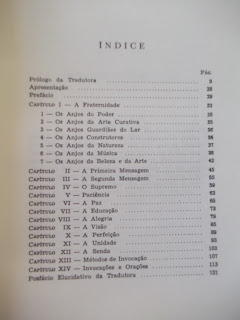 INDICE
Pág.
Prólogo da Tradutora 9
Apresentação
Prefácio
CAPÍTULO I — A Fraternidade
1 — Os Anjos do Poder
2 — Os Anjos da Arte Curativa
3 — Os Anjos Guardiães do Lar
4 — Os Anjos Construtores
5 — Os Anjos da Natureza
6 — Os Anjos da Música
7 — Os Anjos da Beleza e da Arte
CAPÍTULO II — A Primeira Mensagem
CAPÍTULO III — A Segunda Mensagem
CAPÍTULO IV — O Supremo
CAPÍTULO V — Paciência
CAPÍTULO VI — A Paz
CAPÍTULO VII — A Educação
CAPÍTULO VIII — A Alegria
CAPÍTULO IX — A Visão
CAPÍTULO X — A Perfeição
CAPÍTULO XI — A Unidade
CAPÍTULO XII — A Senda
CAPÍTULO XIII — Métodos de Invocação 107
CAPÍTULO XIV — Invocações e Orações 113
Posfácio Elucidativo da Tradutora 131